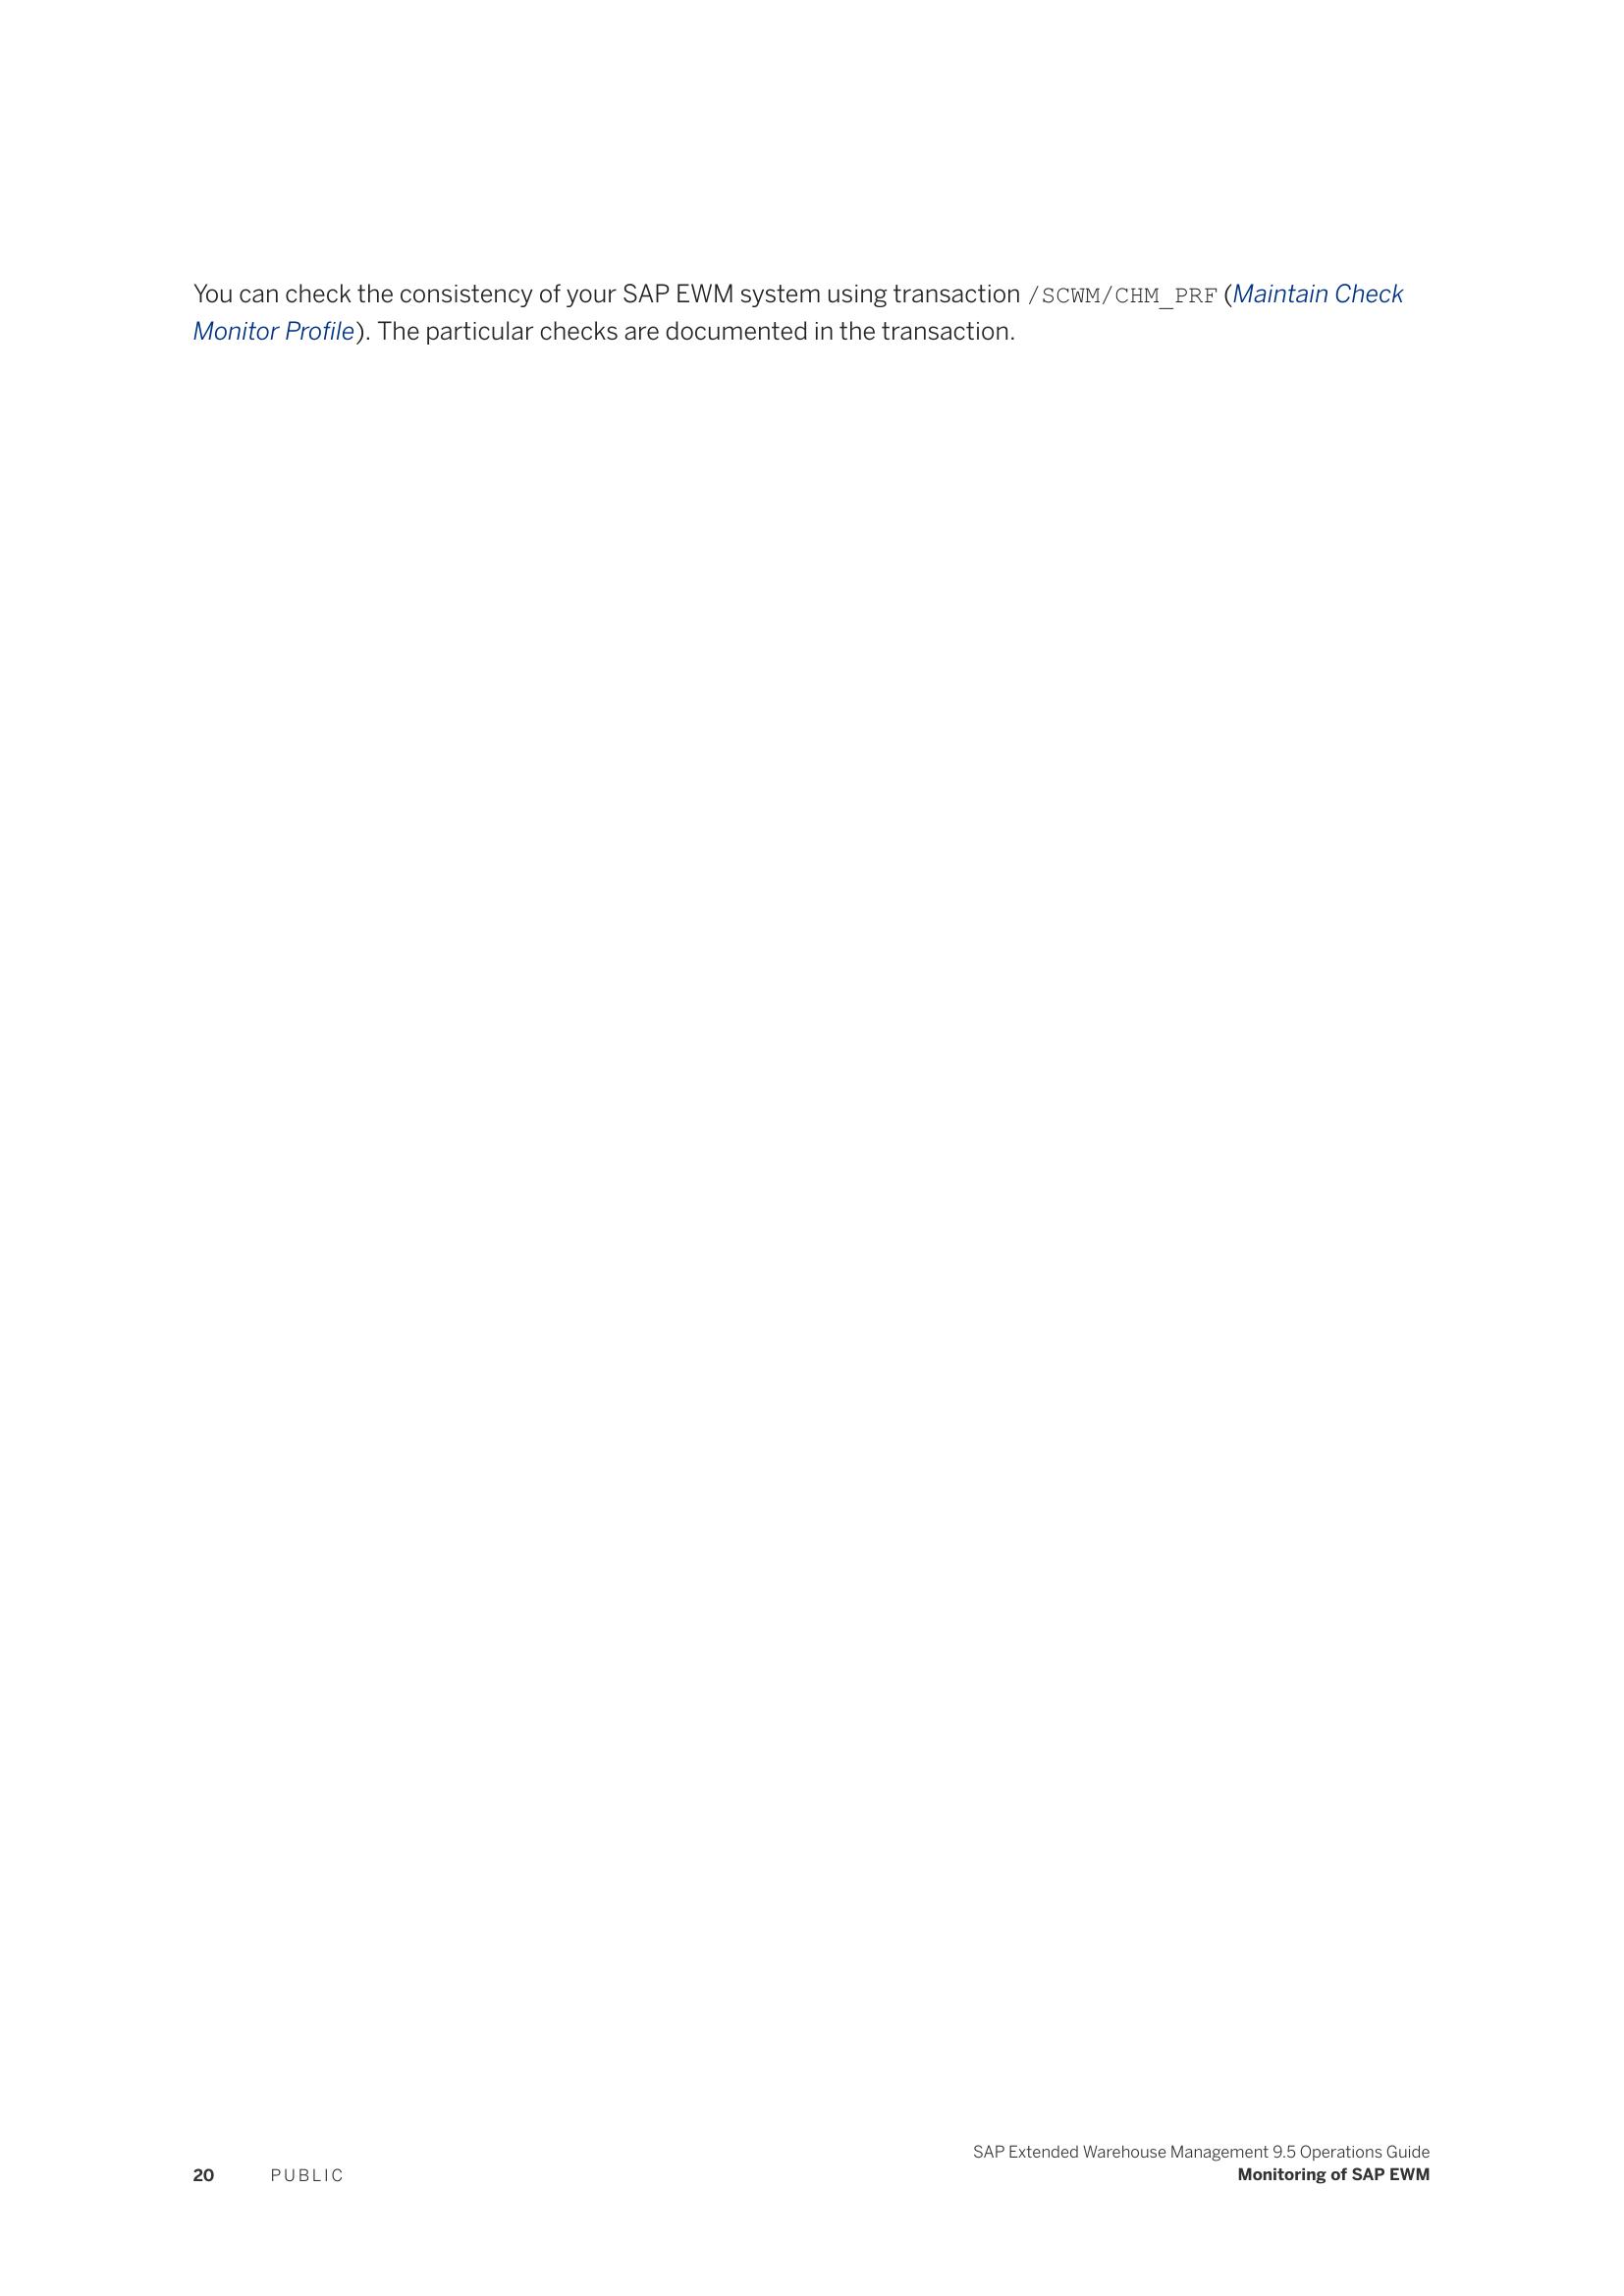 You can check the consistency of your SAP EWM system using transaction /SCWM/CHM_PRF (Maintain Check
Monitor Profile). The particular checks are documented in the transaction.
SAP Extended Warehouse Management 9.5 Operations Guide
20 PUBLIC Monitoring of SAP EWM